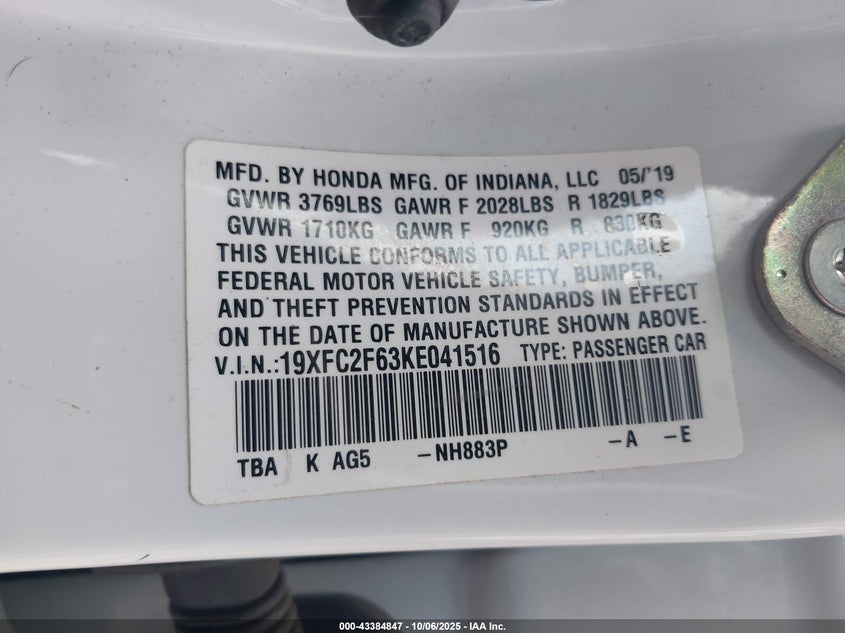 MFD. BY HONDA MFG. OF INDIANA, LLC 05/'19
GVWR 3769LBS GAWR F 2028LBS R 1829LBS
GVWR 1710KG GAWR F 920KG R 830KG
THIS VEHICLE CONFORMS TO ALL APPLICABLE
FEDERAL MOTOR VEHICLE SAFETY, BUMPER,
AND THEFT PREVENTION STANDARDS IN EFFECT
ON THE DATE OF MANUFACTURE SHOWN ABOVE.
V.I.N.:19XFC2F63KE041516 TYPE: PASSENGER CAR
TBA K AG5 –NH883P –A –E
000-43384847 - 10/06/2025 - IAA Inc.